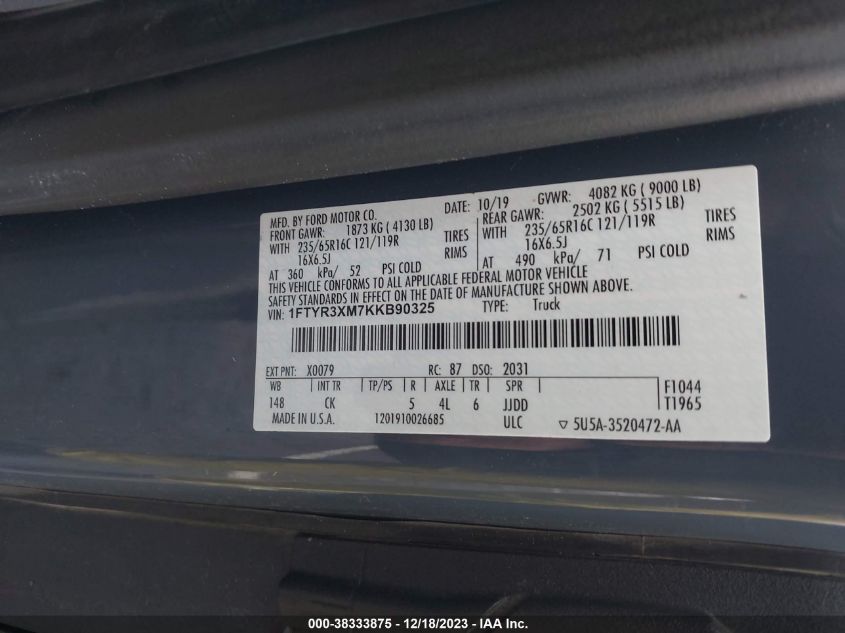 MFD. BY FORD MOTOR CO. DATE: 10/19 GVWR: 4082 KG ( 9000 LB)
FRONT GAWR: 1873 KG ( 4130 LB) REAR GAWR: 2502 KG ( 5515 LB)
WITH 235/65R16C 121/119R TIRES WITH 235/65R16C 121/119R TIRES
16X6.5J RIMS 16X6.5J RIMS
AT 360 kPa/ 52 PSI COLD AT 490 kPa/ 71 PSI COLD
THIS VEHICLE CONFORMS TO ALL APPLICABLE FEDERAL MOTOR VEHICLE
SAFETY STANDARDS IN EFFECT ON THE DATE OF MANUFACTURE SHOWN ABOVE.
VIN: 1FTYR3XM7KKB90325 TYPE: Truck
EXT PNT: X0079 RC: 87 DSO: 2031
WB INT TR TP/PS R AXLE TR SPR F1044
148 CK 5 4L 6 JJDD T1965
MADE IN U.S.A. 1201910026685 ULC ▽ 5U5A-3520472-AA
000-38333875 - 12/18/2023 - IAA Inc.